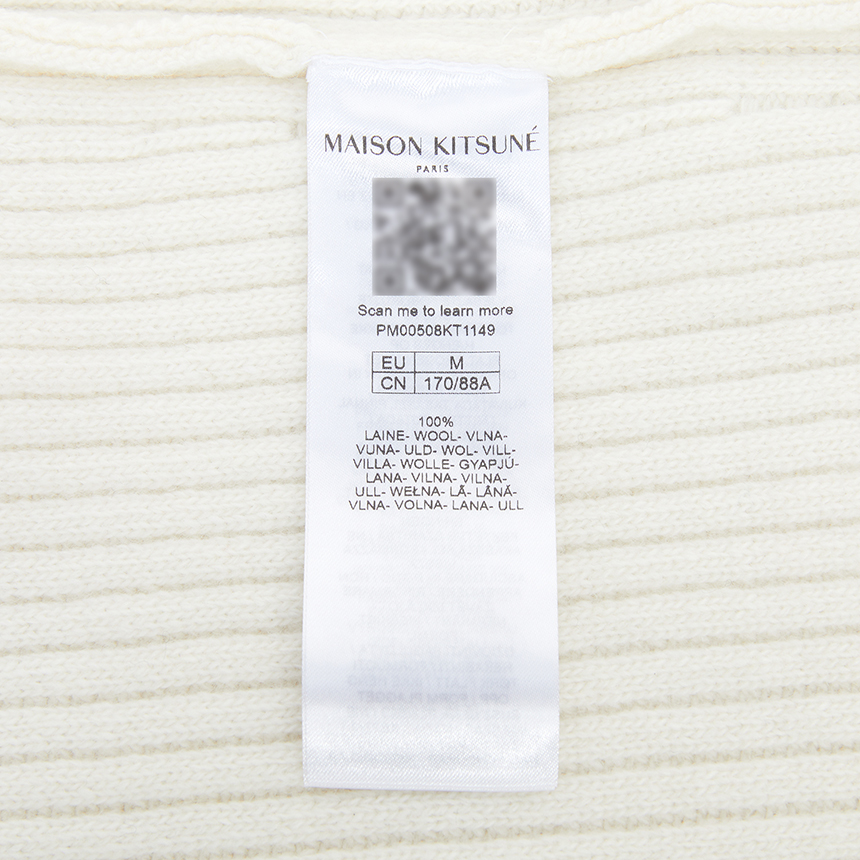 MAISON KITSUNÉ
PARIS
Scan me to learn more
PM00508KT1149
EU M
CN 170/88A
100%
LAINE- WOOL- VLNA-
VUNA- ULD- WOL- VILL-
VILLA- WOLLE- GYAPJÚ-
LANA- VILNA- VILNA-
ULL- WEŁNA- LÃ- LÂNĂ-
VLNA- VOLNA- LANA- ULL